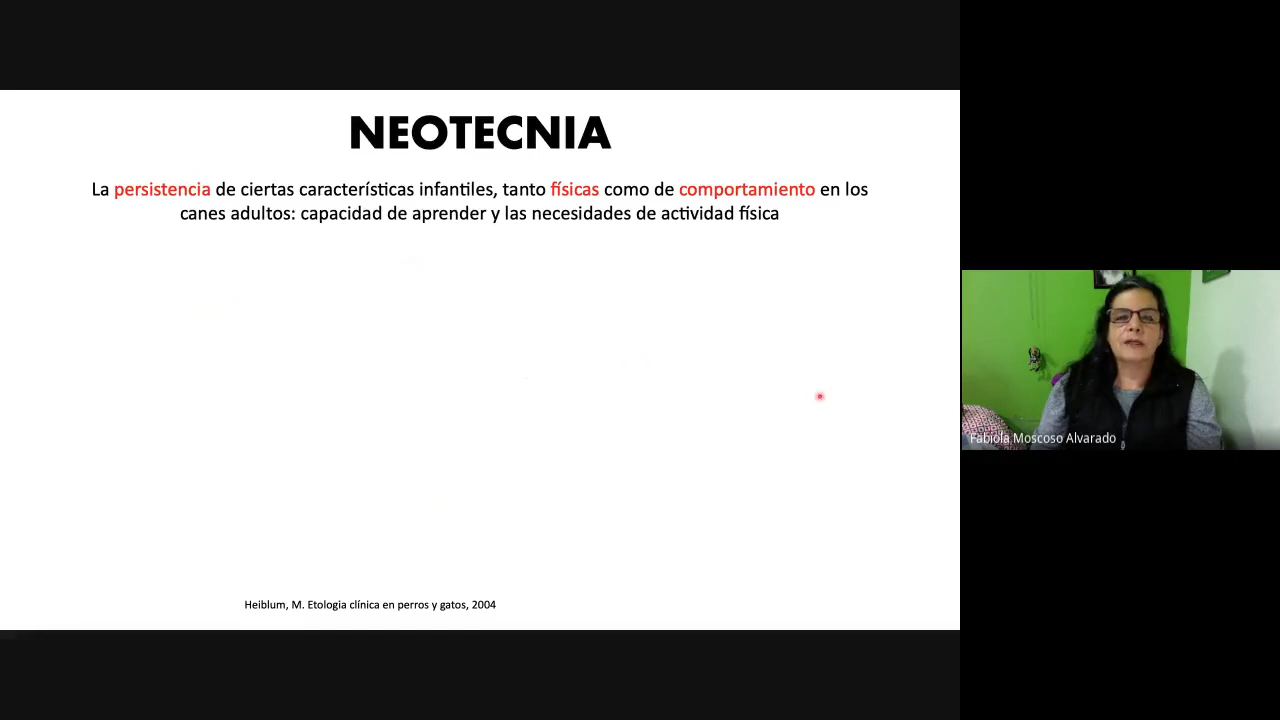 NEOTECNIA
La persistencia de ciertas características infantiles, tanto físicas como de comportamiento en los
canes adultos: capacidad de aprender y las necesidades de actividad física
Heiblum, M. Etologia clínica en perros y gatos, 2004
Fabiola Moscoso Alvarado